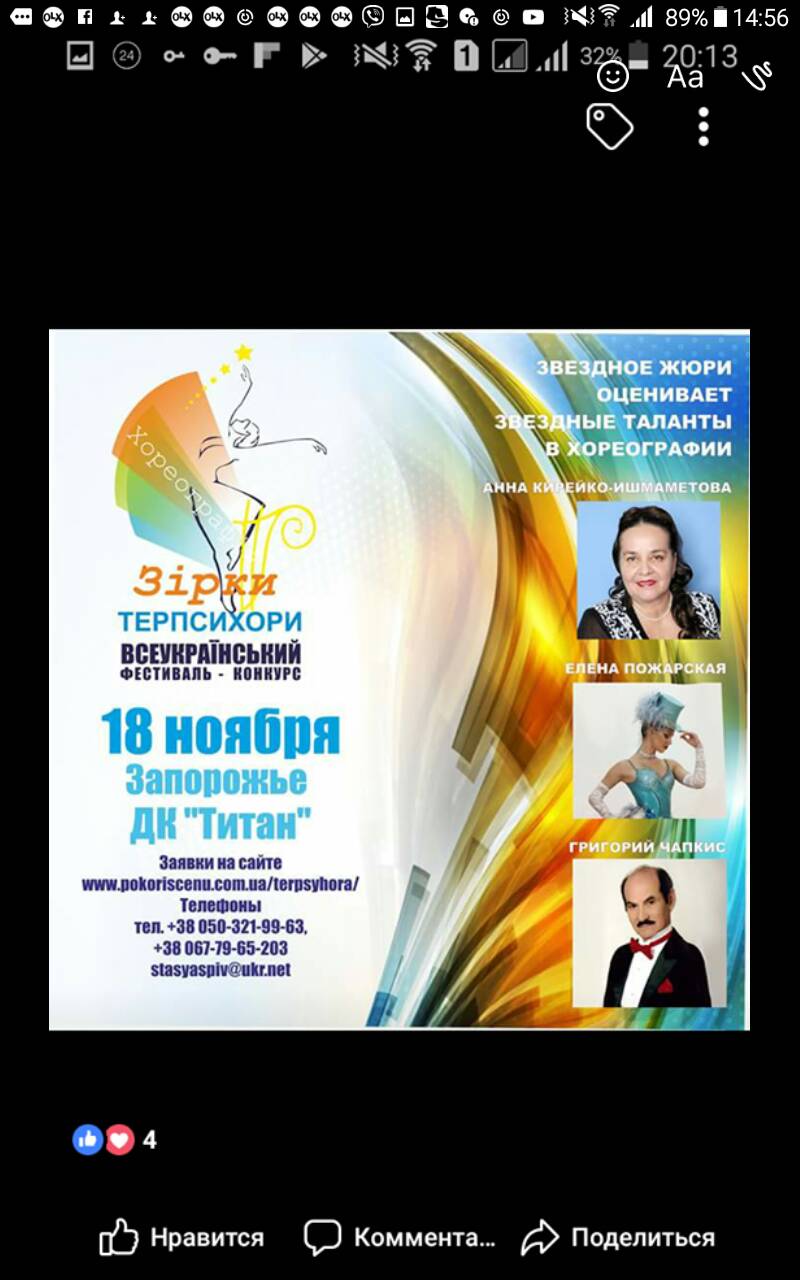 89% 14:56
24 1 32% 20:13
Aa
Хореограф
Зірки
ТЕРПСИХОРИ
ВСЕУКРАЇНСЬКИЙ
ФЕСТИВАЛЬ - КОНКУРС
18 ноября
Запорожье
ДК "Титан"
Заявки на сайте
www.pokoriscenu.com.ua/terpsyhora/
Телефоны
тел. +38 050-321-99-63,
+38 067-79-65-203
stasyaspiv@ukr.net
ЗВЕЗДНОЕ ЖЮРИ
ОЦЕНИВАЕТ
ЗВЕЗДНЫЕ ТАЛАНТЫ
В ХОРЕОГРАФИИ
АННА КИРЕЙКО-ИШМАМЕТОВА
ЕЛЕНА ПОЖАРСКАЯ
ГРИГОРИЙ ЧАПКИС
4
Нравится Коммента... Поделиться